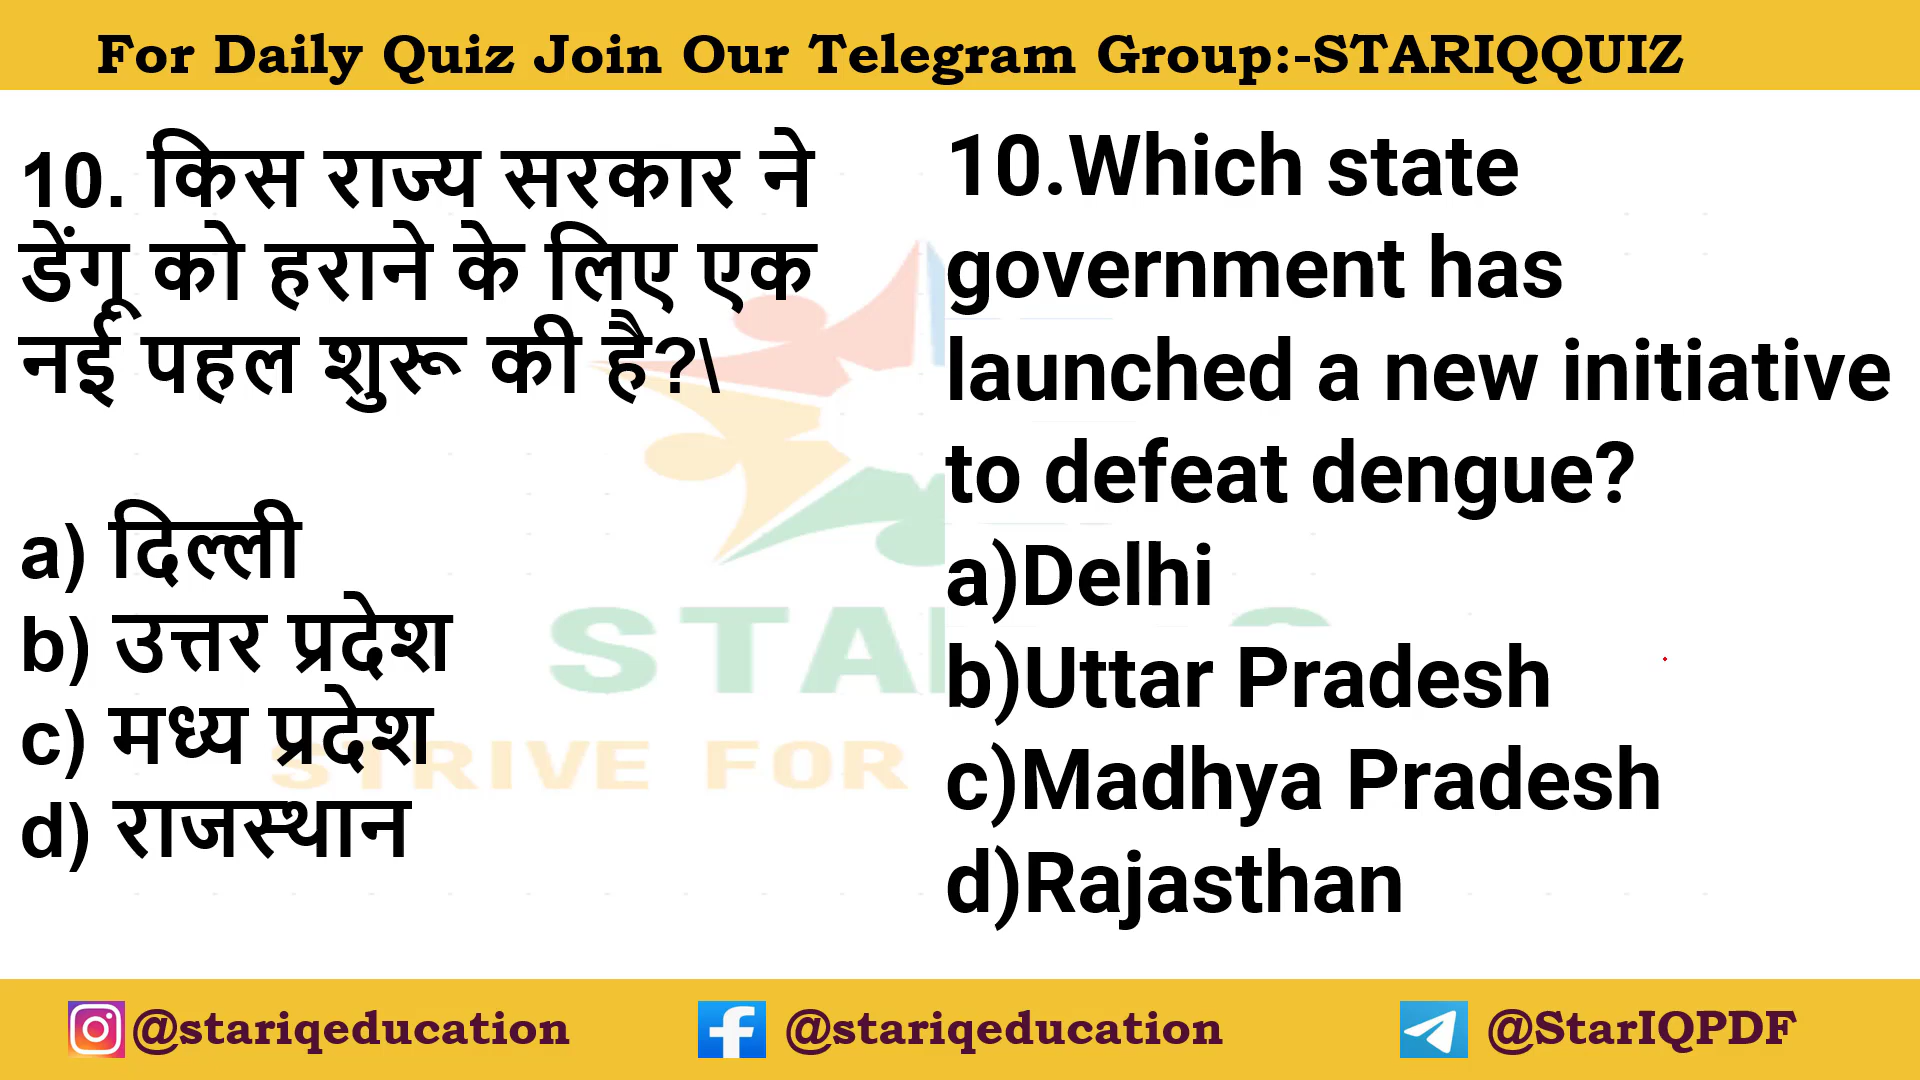 For Daily Quiz Join Our Telegram Group:-STARIQQUIZ
10. किस राज्य सरकार ने
डेंगू को हराने के लिए एक
नई पहल शुरू की है?\
a) दिल्ली
b) उत्तर प्रदेश
c) मध्य प्रदेश
d) राजस्थान
10.Which state
government has
launched a new initiative
to defeat dengue?
a)Delhi
b)Uttar Pradesh
c)Madhya Pradesh
d)Rajasthan
STA
STRIVE FOR
@stariqeducation
@stariqeducation
@StarIQPDF